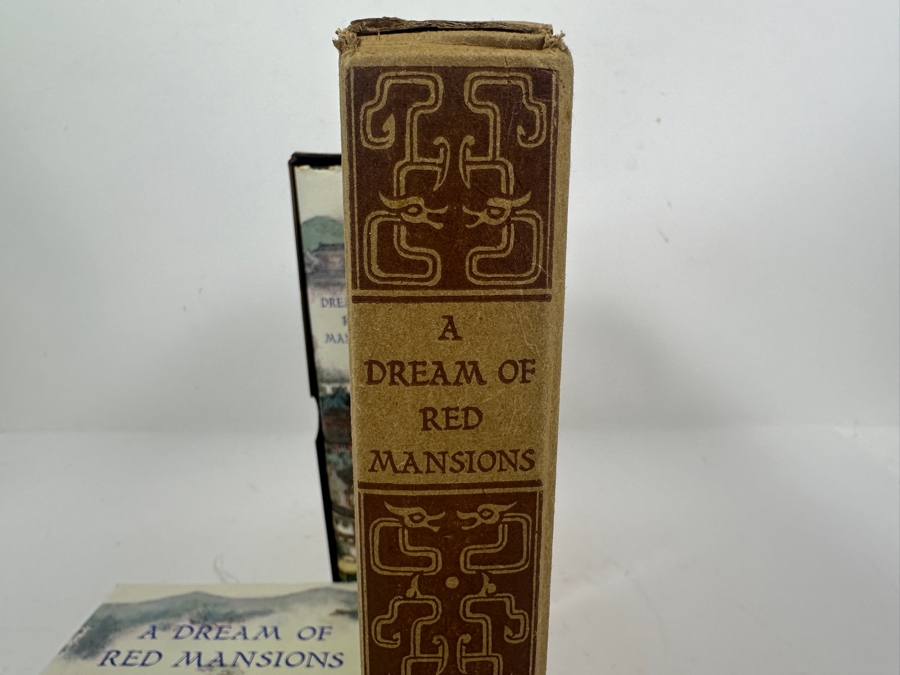 A
DREAM OF
RED
MANSIONS
A DREAM OF
RED MANSIONS